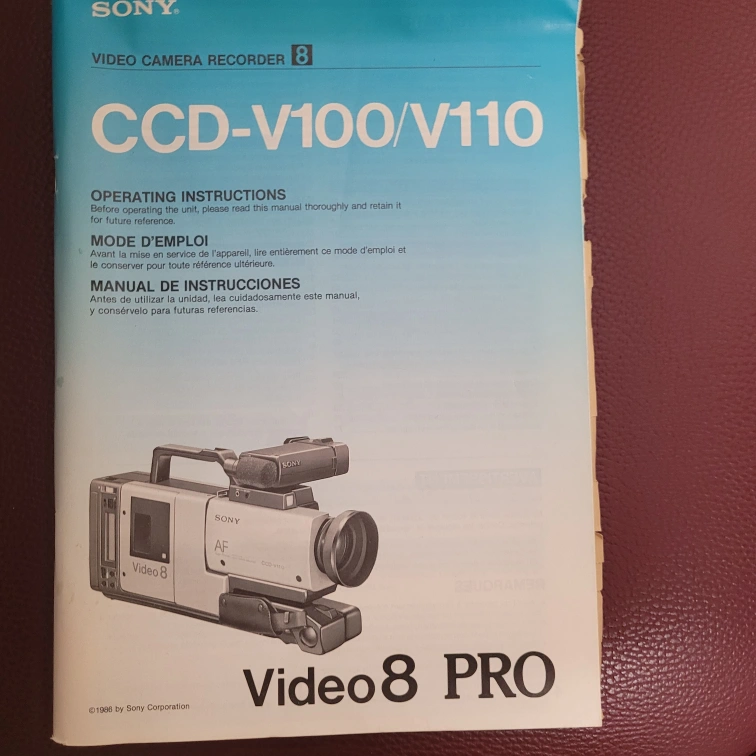 SONY®
VIDEO CAMERA RECORDER 8
CCD-V100/V110
OPERATING INSTRUCTIONS
Before operating the unit, please read this manual thoroughly and retain it
for future reference.
MODE D'EMPLOI
Avant la mise en service de l'appareil, lire entièrement ce mode d'emploi et
le conserver pour toute référence ultérieure.
MANUAL DE INSTRUCCIONES
Antes de utilizar la unidad, lea cuidadosamente este manual,
y consérvelo para futuras referencias.
SONY
SONY
AF
Video 8
Video8 PRO
©1986 by Sony Corporation